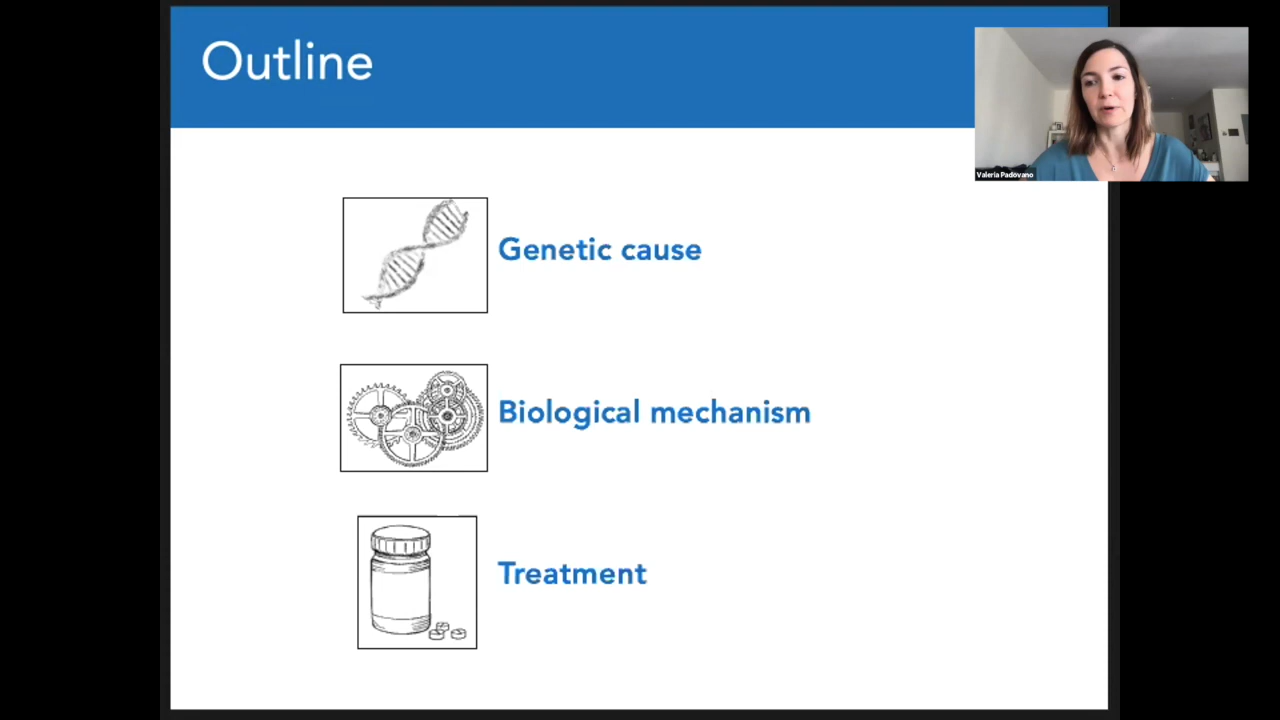 Outline
Valeria Padovano
Genetic cause
Biological mechanism
Treatment